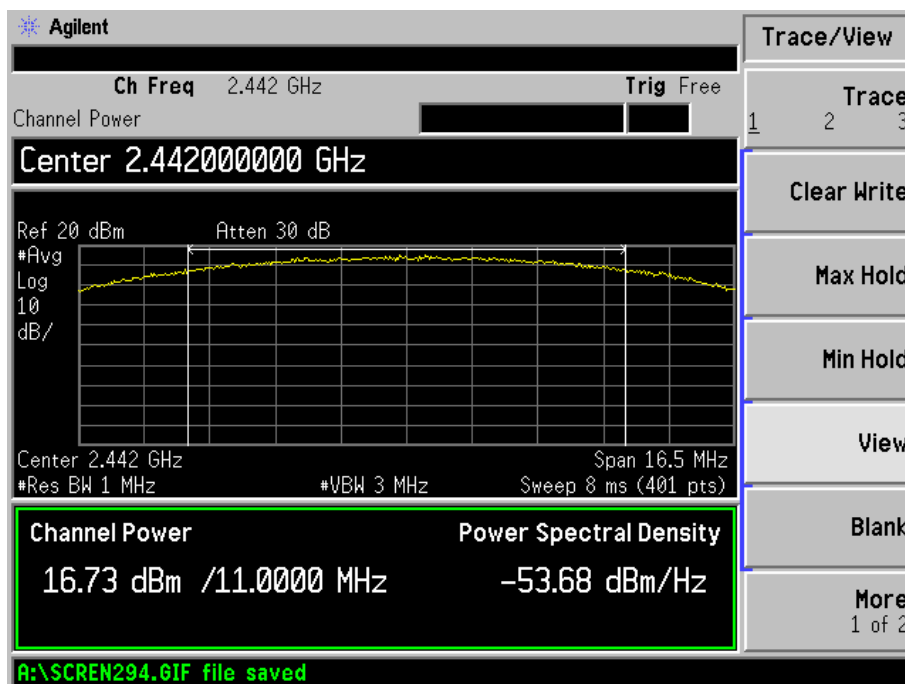 Agilent
Trace/View
Ch Freq 2.442 GHz Trig Free
Channel Power
Trace
1 2 3
Center 2.442000000 GHz
Clear Write
Ref 20 dBm Atten 30 dB
#Avg
Log
10
dB/
Max Hold
Min Hold
View
Center 2.442 GHz Span 16.5 MHz
#Res BW 1 MHz #VBW 3 MHz Sweep 8 ms (401 pts)
Channel Power Power Spectral Density
Blank
16.73 dBm /11.0000 MHz -53.68 dBm/Hz
More
1 of 2
A:\SCREN294.GIF file saved